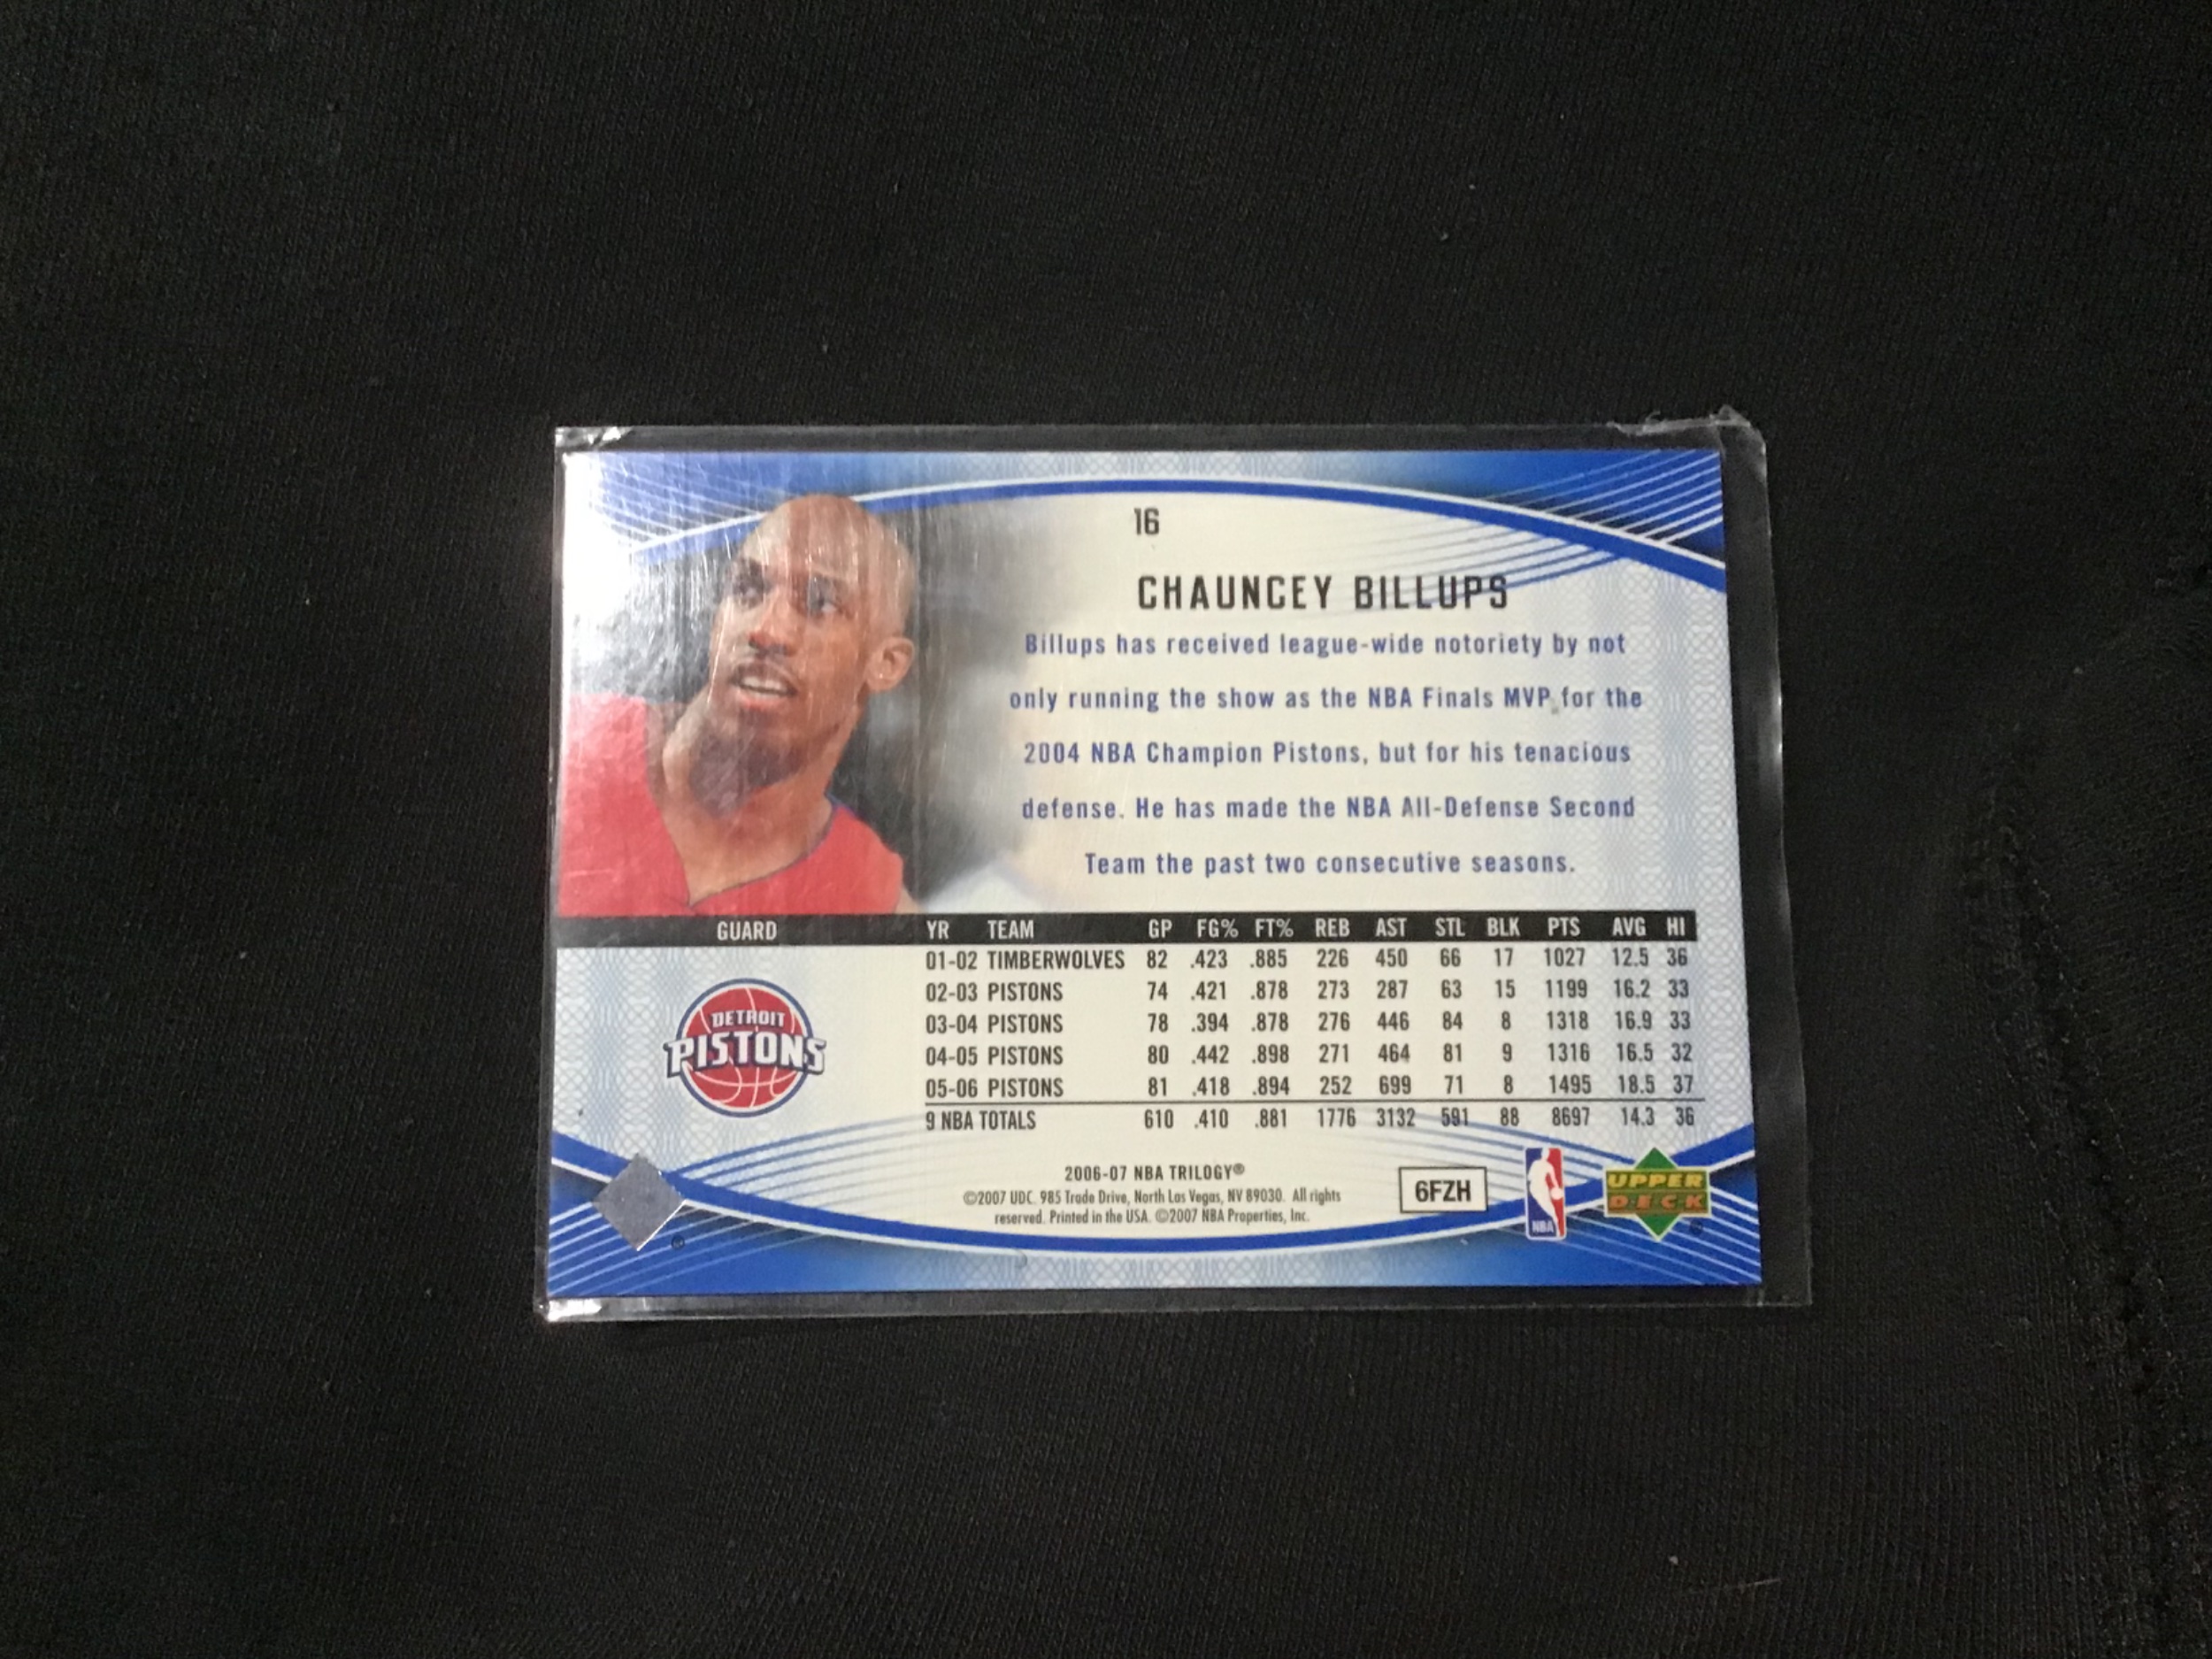 16
CHAUNCEY BILLUPS
Billups has received league-wide notoriety by not
only running the show as the NBA Finals MVP for the
2004 NBA Champion Pistons, but for his tenacious
defense. He has made the NBA All-Defense Second
Team the past two consecutive seasons.
GUARD YR TEAM GP FG% FT% REB AST STL BLK PTS AVG HI
01-02 TIMBERWOLVES 82 .423 .885 226 450 66 17 1027 12.5 36
02-03 PISTONS 74 .421 .878 273 287 63 15 1199 16.2 33
03-04 PISTONS 78 .394 .878 276 446 84 8 1318 16.9 33
04-05 PISTONS 80 .442 .898 271 464 81 9 1316 16.5 32
05-06 PISTONS 81 .418 .894 252 699 71 8 1495 18.5 37
9 NBA TOTALS 610 .410 .881 1776 3132 591 88 8697 14.3 36
DETROIT
PISTONS
2006-07 NBA TRILOGY®
©2007 UDC. 985 Trade Drive, North Las Vegas, NV 89030. All rights
reserved. Printed in the USA. ©2007 NBA Properties, Inc.
6FZH
NBA
UPPER
DECK